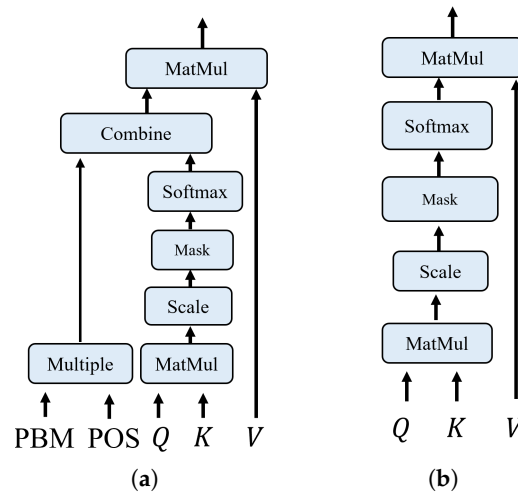 MatMul
Combine
Softmax
Mask
Scale
Multiple
MatMul
PBM POS Q K V
(a)
MatMul
Softmax
Mask
Scale
MatMul
Q K V
(b)